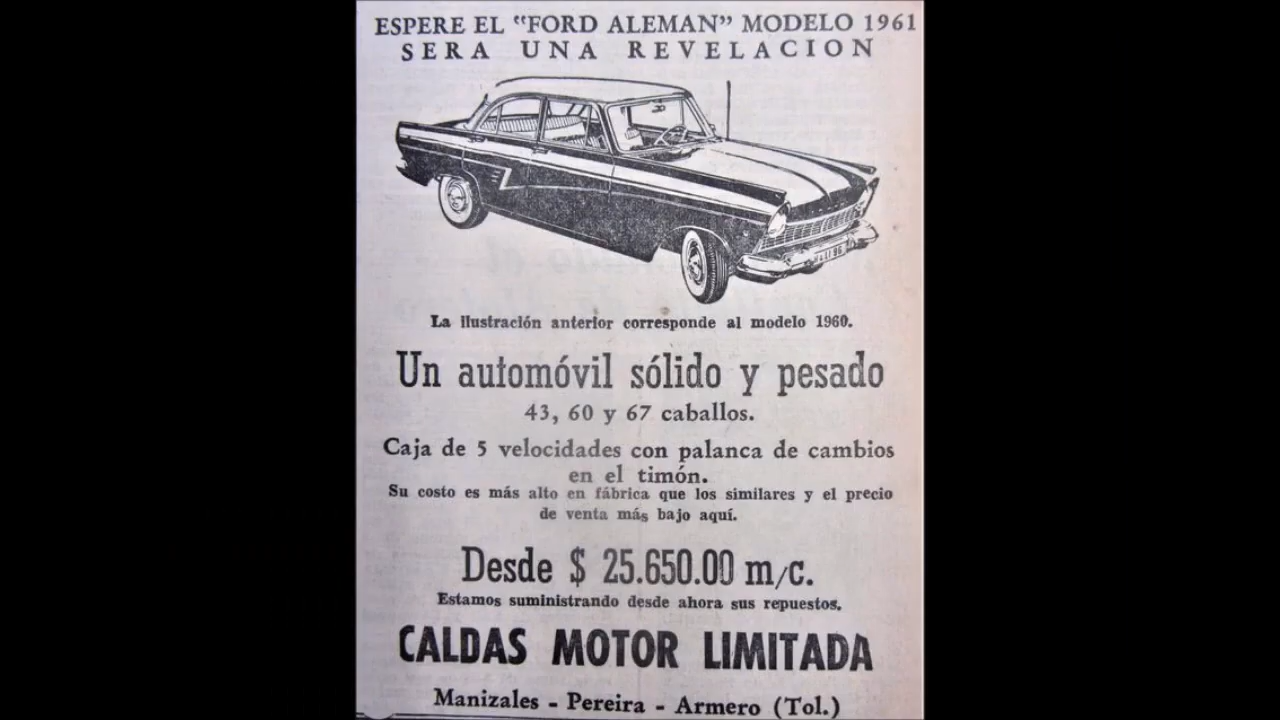 ESPERE EL “FORD ALEMAN” MODELO 1961
SERA UNA REVELACION
La ilustración anterior corresponde al modelo 1960.
Un automóvil sólido y pesado
43, 60 y 67 caballos.
Caja de 5 velocidades con palanca de cambios
en el timón.
Su costo es más alto en fábrica que los similares y el precio
de venta más bajo aquí.
Desde $ 25.650.00 m/c.
Estamos suministrando desde ahora sus repuestos.
CALDAS MOTOR LIMITADA
Manizales - Pereira - Armero (Tol.)